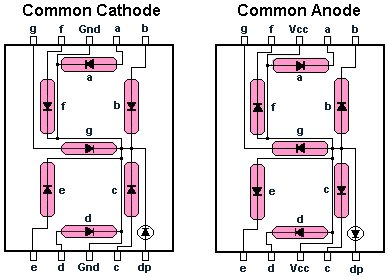 Common Cathode
g f Gnd a b
a
f b
g
e c
d
e d Gnd c dp
Common Anode
g f Vcc a b
a
f b
g
e c
d
e d Vcc c dp